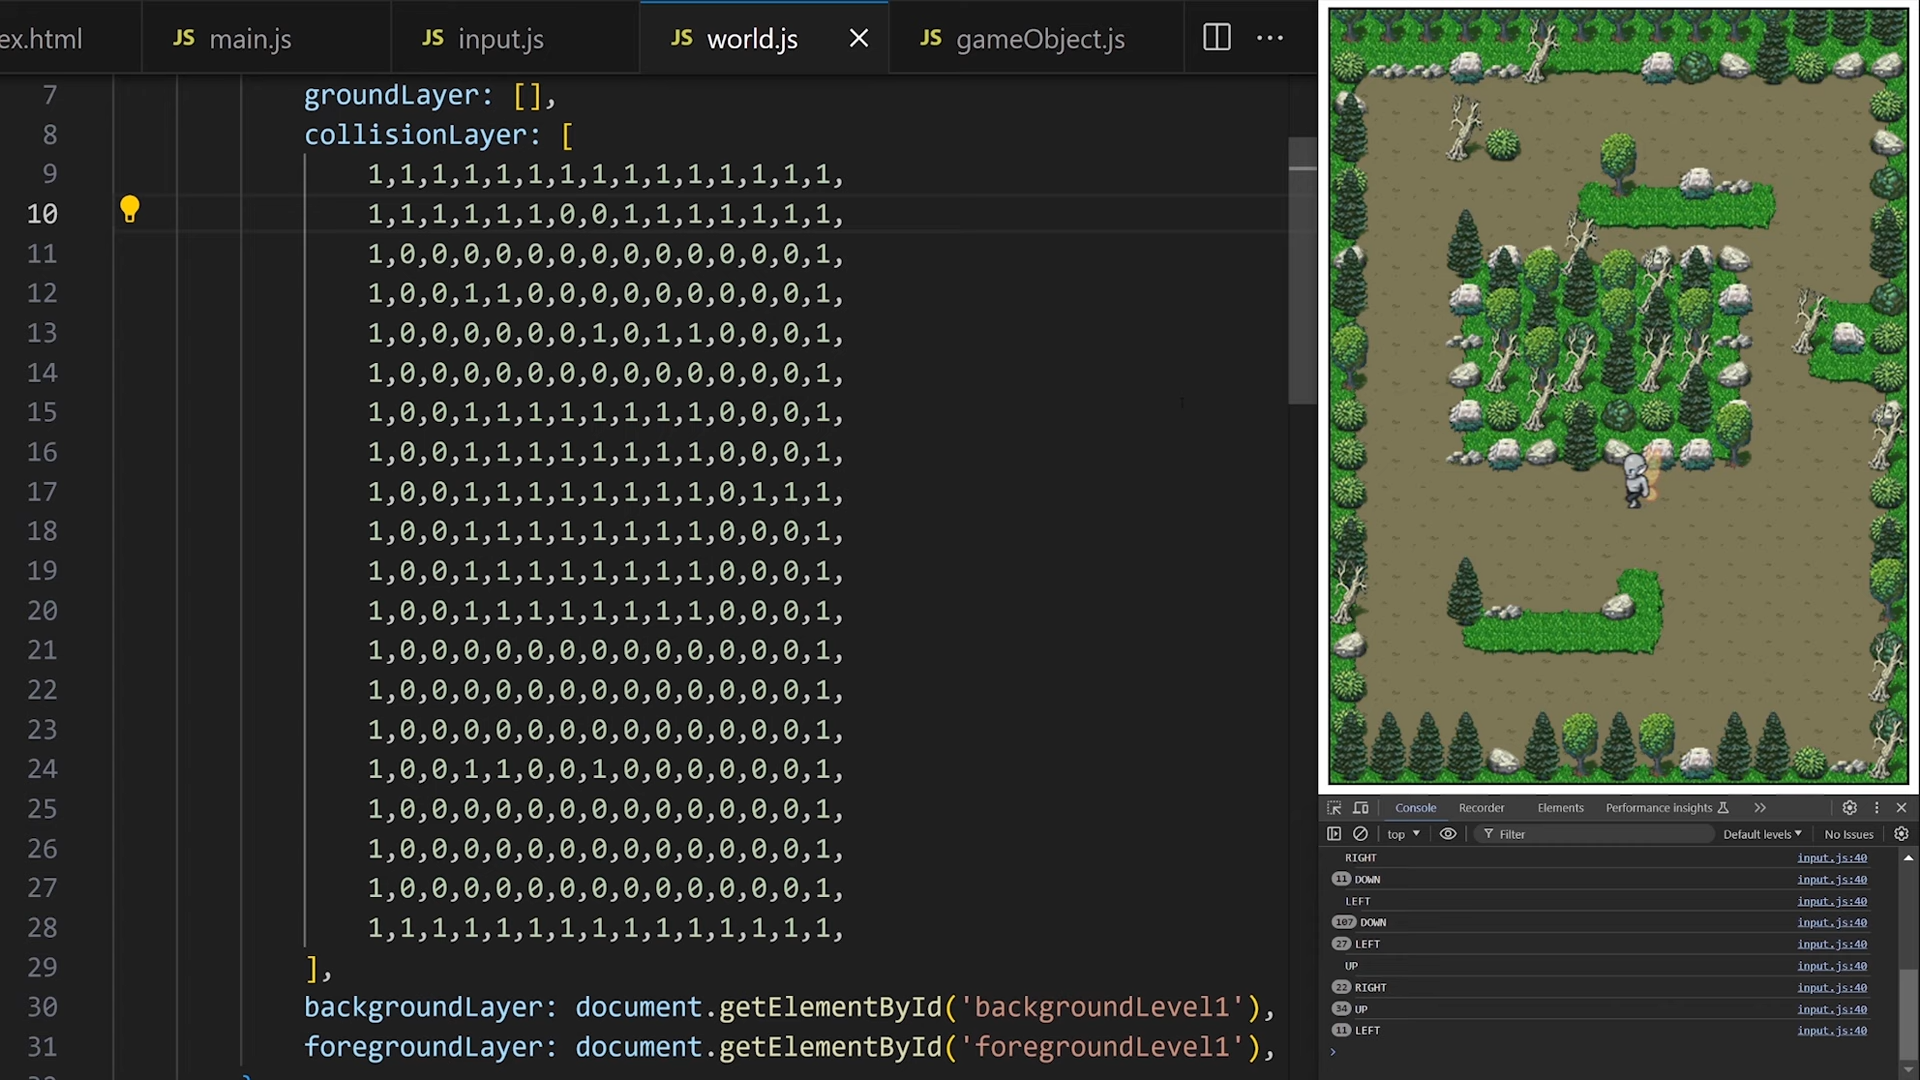 ex.html JS main.js JS input.js JS world.js JS gameObject.js
7 groundLayer: [],
8 collisionLayer: [
9 1,1,1,1,1,1,1,1,1,1,1,1,1,1,1,
10 1,1,1,1,1,1,0,0,1,1,1,1,1,1,1,
11 1,0,0,0,0,0,0,0,0,0,0,0,0,0,1,
12 1,0,0,1,1,0,0,0,0,0,0,0,0,0,1,
13 1,0,0,0,0,0,0,1,0,1,1,0,0,0,1,
14 1,0,0,0,0,0,0,0,0,0,0,0,0,0,1,
15 1,0,0,1,1,1,1,1,1,1,1,0,0,0,1,
16 1,0,0,1,1,1,1,1,1,1,1,0,0,0,1,
17 1,0,0,1,1,1,1,1,1,1,1,0,1,1,1,
18 1,0,0,1,1,1,1,1,1,1,1,0,0,0,1,
19 1,0,0,1,1,1,1,1,1,1,1,0,0,0,1,
20 1,0,0,1,1,1,1,1,1,1,1,0,0,0,1,
21 1,0,0,0,0,0,0,0,0,0,0,0,0,0,1,
22 1,0,0,0,0,0,0,0,0,0,0,0,0,0,1,
23 1,0,0,0,0,0,0,0,0,0,0,0,0,0,1,
24 1,0,0,1,1,0,0,1,0,0,0,0,0,0,1,
25 1,0,0,0,0,0,0,0,0,0,0,0,0,0,1,
26 1,0,0,0,0,0,0,0,0,0,0,0,0,0,1,
27 1,0,0,0,0,0,0,0,0,0,0,0,0,0,1,
28 1,1,1,1,1,1,1,1,1,1,1,1,1,1,1,
29 ],
30 backgroundLayer: document.getElementById('backgroundLevel1'),
31 foregroundLayer: document.getElementById('foregroundLevel1'),
Console Recorder Elements Performance insights
top Filter Default levels No Issues
RIGHT input.js:40
11 DOWN input.js:40
LEFT input.js:40
107 DOWN input.js:40
27 LEFT input.js:40
UP input.js:40
22 RIGHT input.js:40
34 UP input.js:40
11 LEFT input.js:40